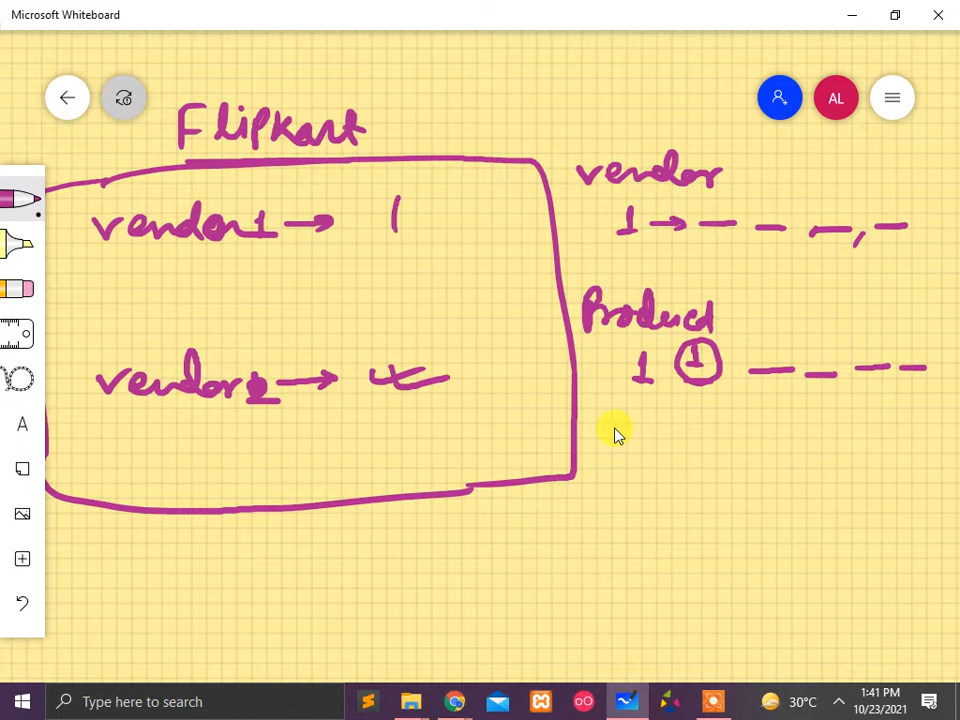 Microsoft Whiteboard
AL
Flipkart
vendor
vendor1 → 1
1 →
Product
1 1
vendor2 →
A
Type here to search
30°C
1:41 PM
10/23/2021